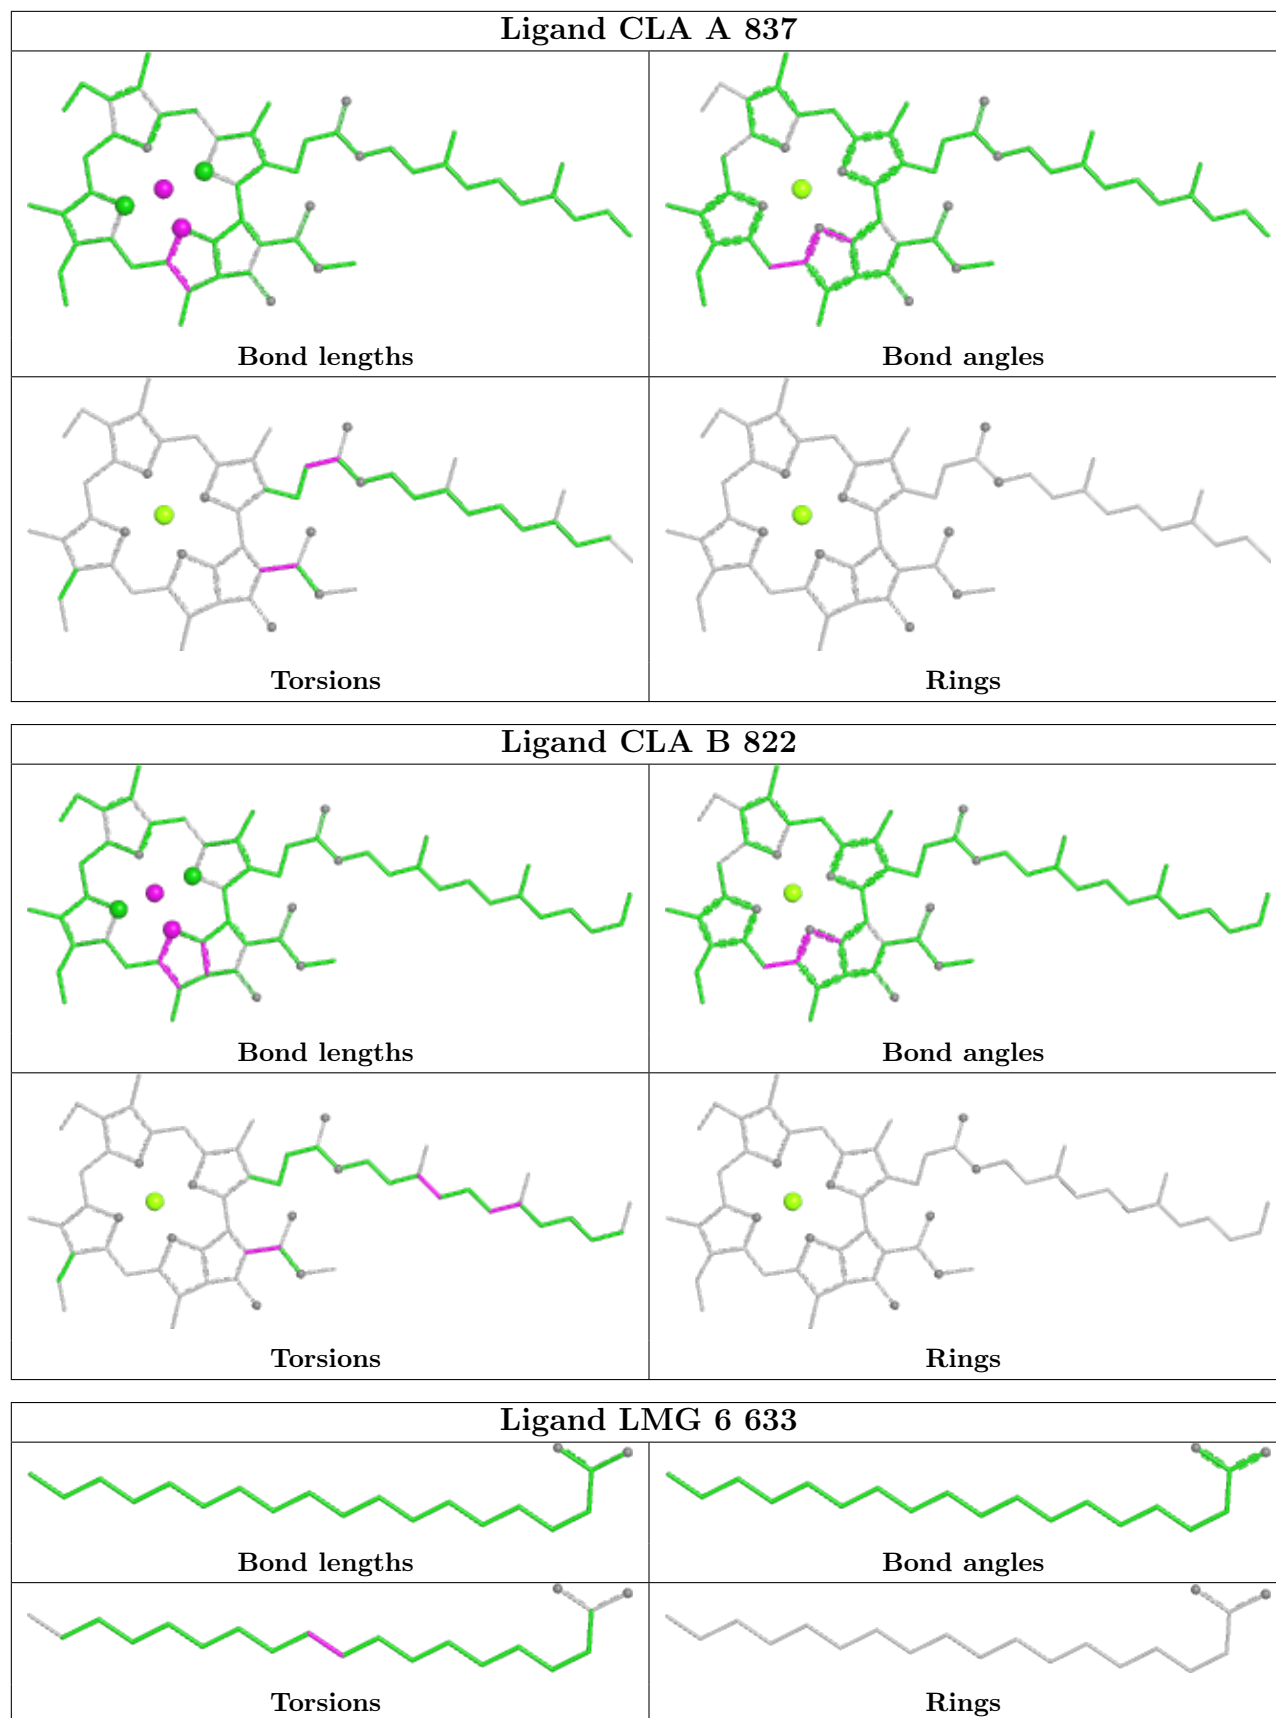 Ligand CLA A 837
Bond lengths
Bond angles
Torsions
Rings
Ligand CLA B 822
Bond lengths
Bond angles
Torsions
Rings
Ligand LMG 6 633
Bond lengths
Bond angles
Torsions
Rings